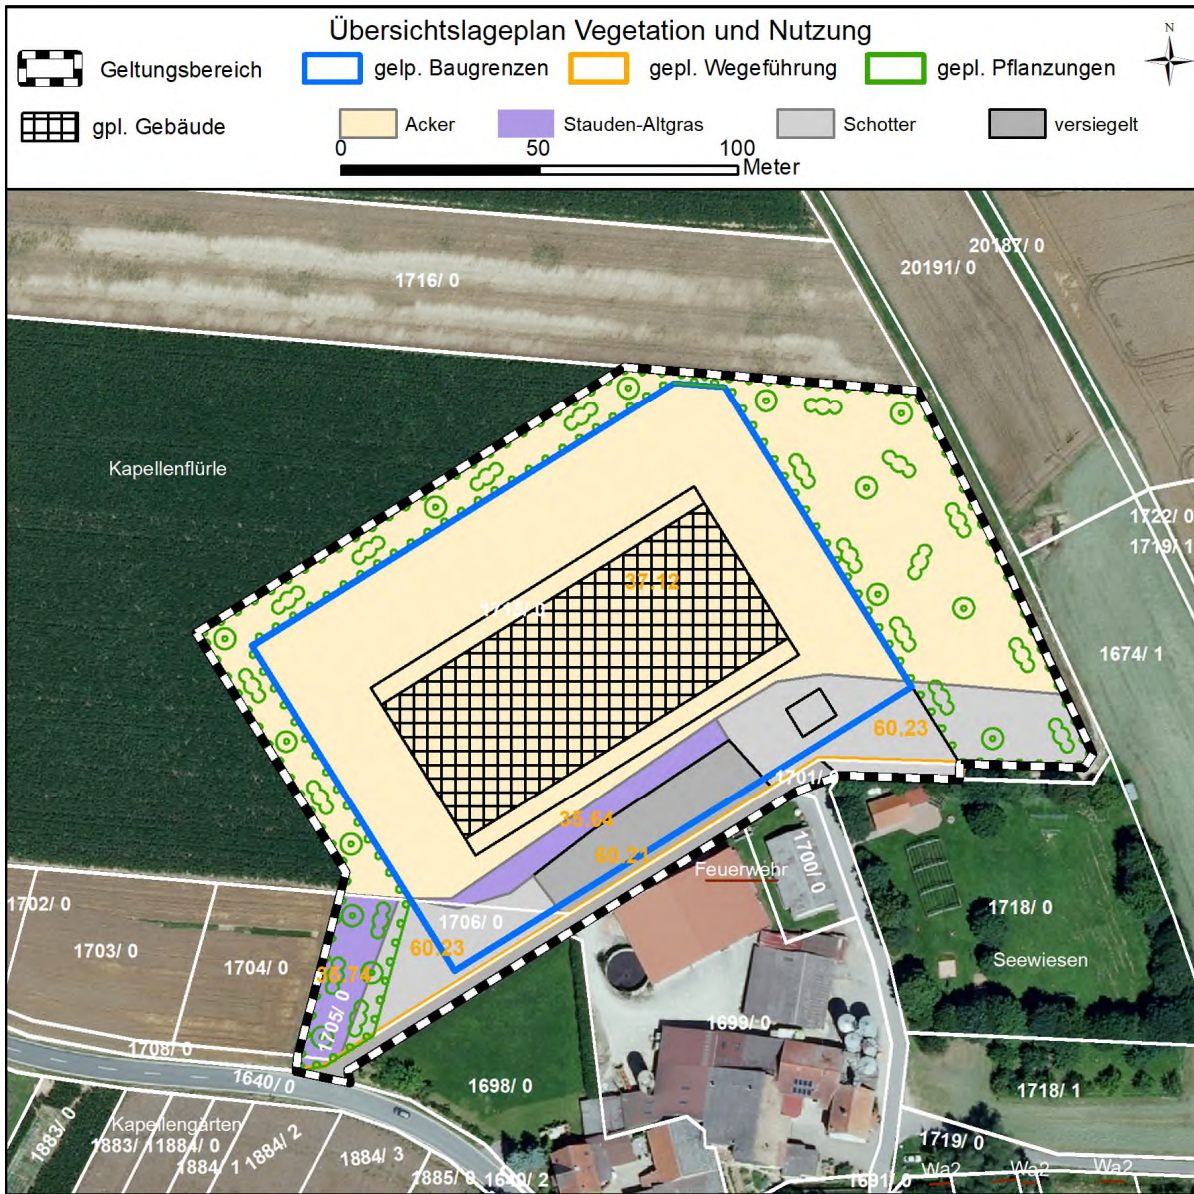 Übersichtslageplan Vegetation und Nutzung
N
Geltungsbereich
gelp. Baugrenzen
gepl. Wegeführung
gepl. Pflanzungen
gpl. Gebäude
Acker
Stauden-Altgras
Schotter
versiegelt
0 50 100
Meter
20187/ 0
20191/ 0
1716/ 0
Kapellenflürle
1722/ 0
1719/ 1
37.12
1715/ 0
1674/ 1
60.23
1701/ 0
35.64
60.21
Feuerwehr
1700/ 0
1702/ 0
1706/ 0
1718/ 0
1703/ 0
1704/ 0
60.23
Seewiesen
35.74
1705/ 0
1699/ 0
1708/ 0
1640/ 0
1698/ 0
1718/ 1
Kapellengärten
1883/ 0
1883/ 1
1884/ 0
1884/ 1
1884/ 2
1884/ 3
1719/ 0
1885/ 0
1640/ 2
1691/ 0
Wa2
Wa2
Wa2